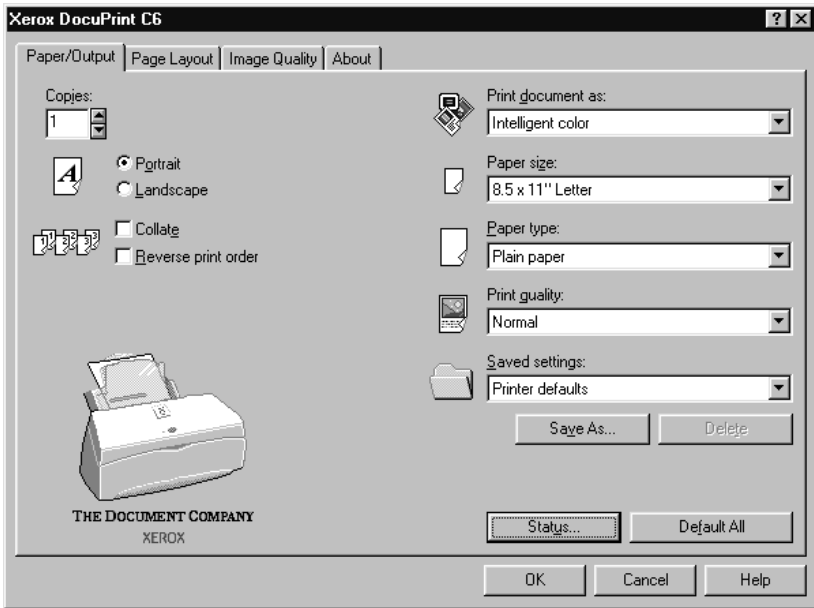 Xerox DocuPrint C6
Paper/Output Page Layout Image Quality About
Copies:
1
Portrait
Landscape
Collate
Reverse print order
THE DOCUMENT COMPANY
XEROX
Print document as:
Intelligent color
Paper size:
8.5 x 11" Letter
Paper type:
Plain paper
Print quality:
Normal
Saved settings:
Printer defaults
Save As... Delete
Status... Default All
OK Cancel Help